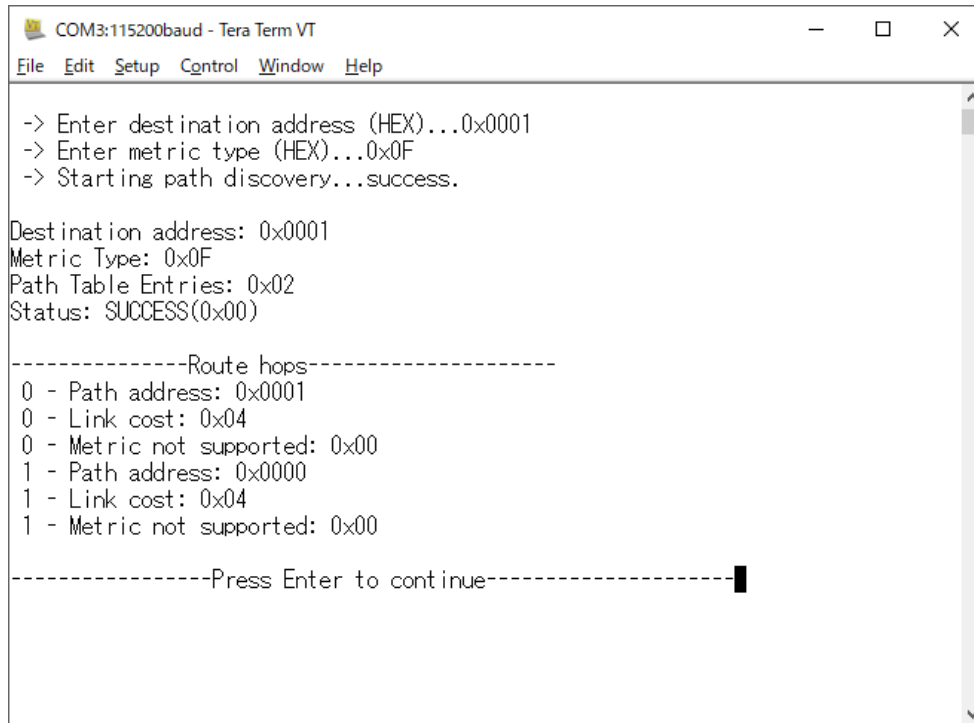 COM3:115200baud - Tera Term VT
File Edit Setup Control Window Help
-> Enter destination address (HEX)...0x0001
-> Enter metric type (HEX)...0x0F
-> Starting path discovery...success.
Destination address: 0x0001
Metric Type: 0x0F
Path Table Entries: 0x02
Status: SUCCESS(0x00)
---------------Route hops---------------------
0 - Path address: 0x0001
0 - Link cost: 0x04
0 - Metric not supported: 0x00
1 - Path address: 0x0000
1 - Link cost: 0x04
1 - Metric not supported: 0x00
-----------------Press Enter to continue---------------------